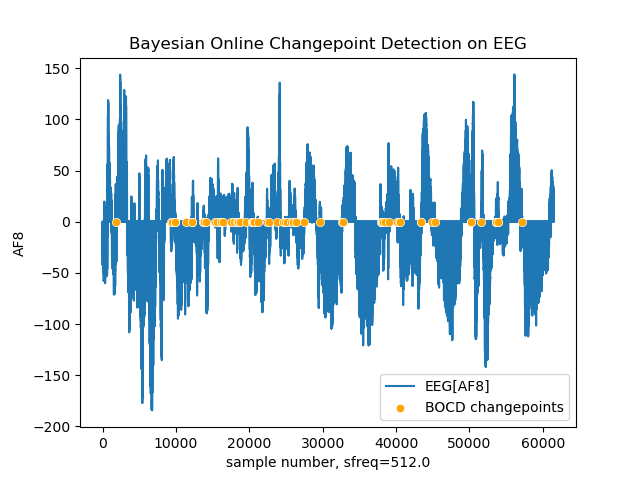 Bayesian Online Changepoint Detection on EEG
150
100
50
0
−50
−100
−150
−200
AF8
EEG[AF8]
BOCD changepoints
0 10000 20000 30000 40000 50000 60000
sample number, sfreq=512.0